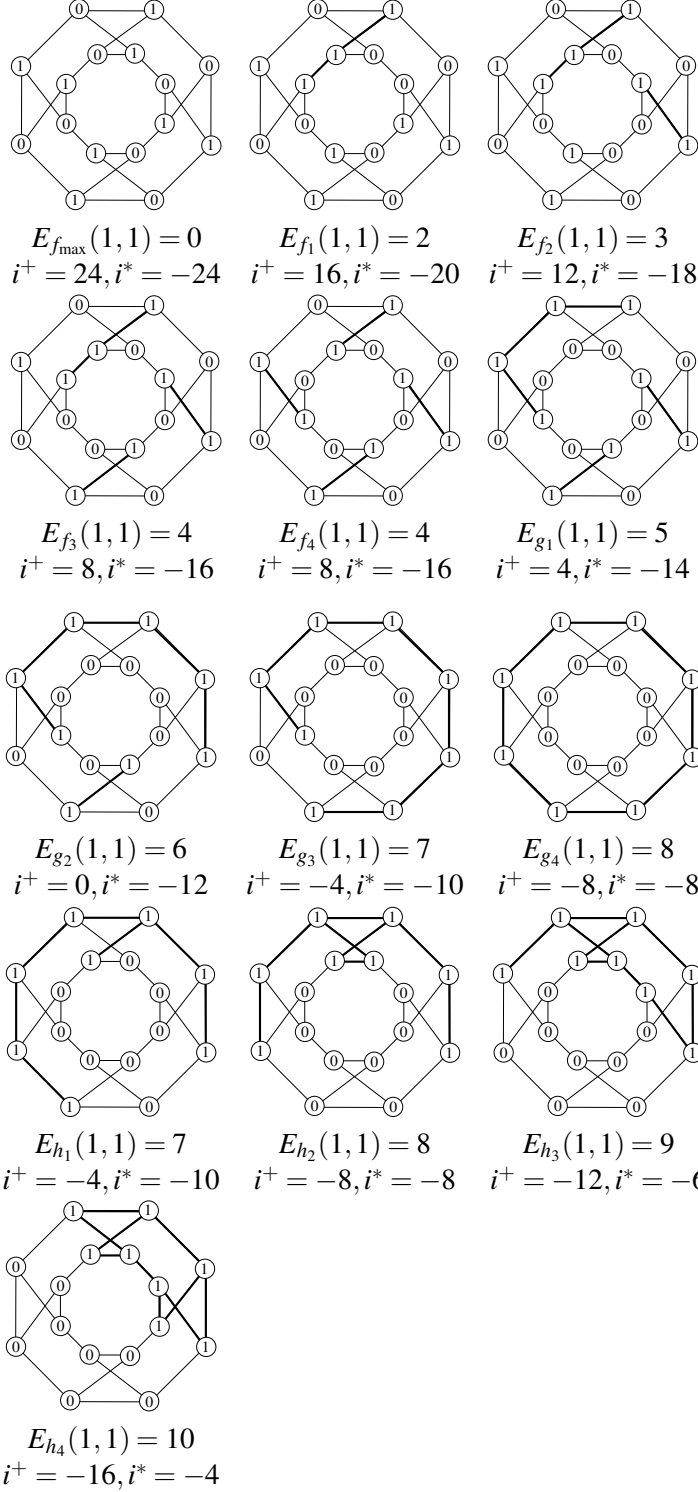 E_{f_max}(1,1) = 0
i⁺ = 24, i* = −24
E_{f_1}(1,1) = 2
i⁺ = 16, i* = −20
E_{f_2}(1,1) = 3
i⁺ = 12, i* = −18
E_{f_3}(1,1) = 4
i⁺ = 8, i* = −16
E_{f_4}(1,1) = 4
i⁺ = 8, i* = −16
E_{g_1}(1,1) = 5
i⁺ = 4, i* = −14
E_{g_2}(1,1) = 6
i⁺ = 0, i* = −12
E_{g_3}(1,1) = 7
i⁺ = −4, i* = −10
E_{g_4}(1,1) = 8
i⁺ = −8, i* = −8
E_{h_1}(1,1) = 7
i⁺ = −4, i* = −10
E_{h_2}(1,1) = 8
i⁺ = −8, i* = −8
E_{h_3}(1,1) = 9
i⁺ = −12, i* = −6
E_{h_4}(1,1) = 10
i⁺ = −16, i* = −4